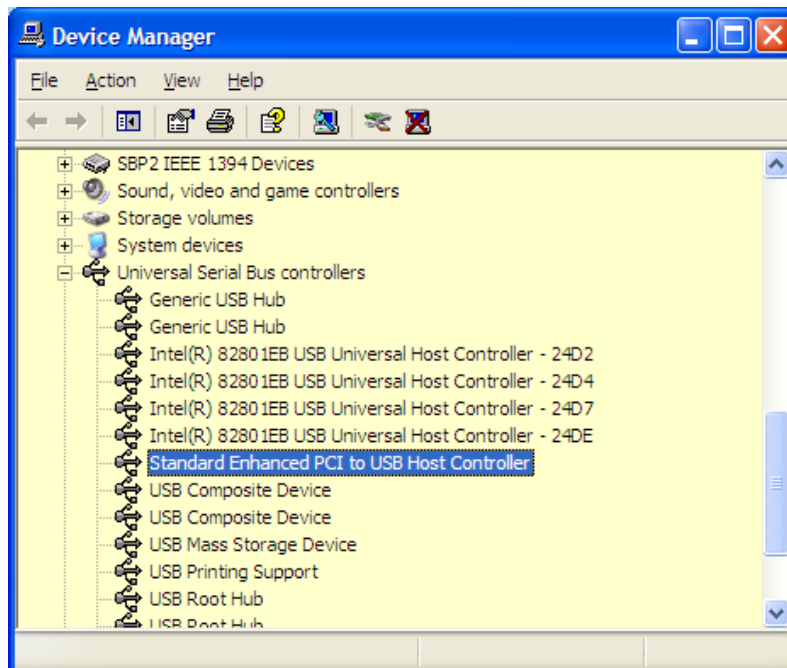 Device Manager
File Action View Help
SBP2 IEEE 1394 Devices
Sound, video and game controllers
Storage volumes
System devices
Universal Serial Bus controllers
Generic USB Hub
Generic USB Hub
Intel(R) 82801EB USB Universal Host Controller - 24D2
Intel(R) 82801EB USB Universal Host Controller - 24D4
Intel(R) 82801EB USB Universal Host Controller - 24D7
Intel(R) 82801EB USB Universal Host Controller - 24DE
Standard Enhanced PCI to USB Host Controller
USB Composite Device
USB Composite Device
USB Mass Storage Device
USB Printing Support
USB Root Hub
USB Root Hub